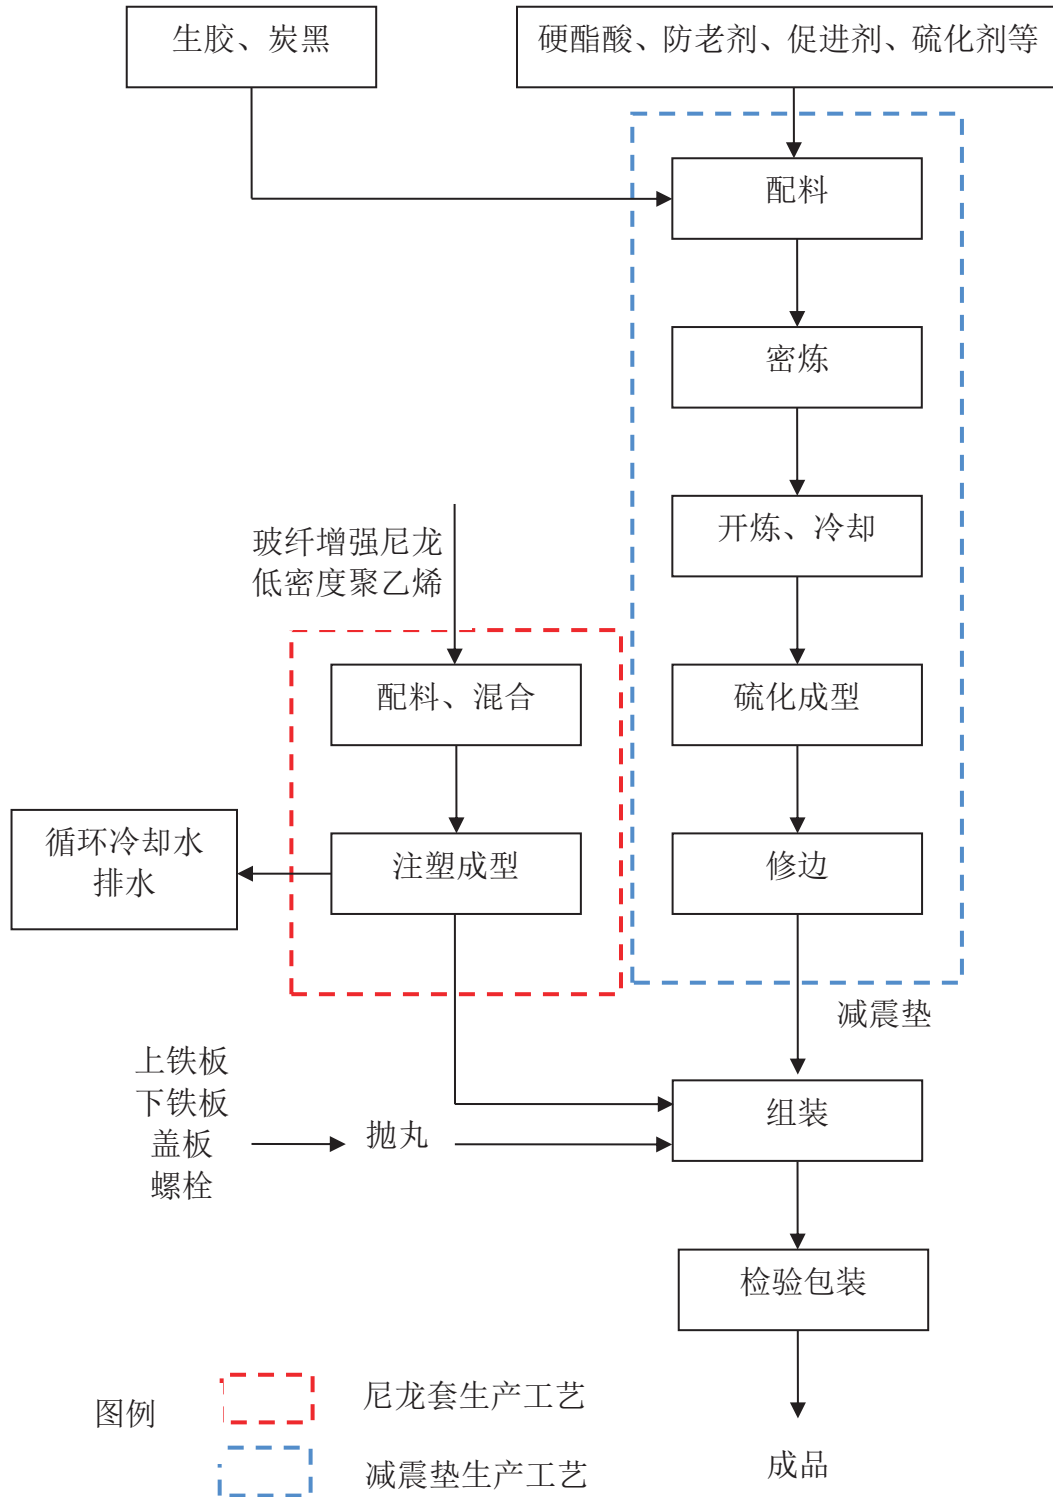 生胶、炭黑
硬酯酸、防老剂、促进剂、硫化剂等
配料
密炼
开炼、冷却
玻纤增强尼龙
低密度聚乙烯
配料、混合
硫化成型
循环冷却水
排水
注塑成型
修边
减震垫
上铁板
下铁板
盖板
螺栓
抛丸
组装
检验包装
图例
尼龙套生产工艺
减震垫生产工艺
成品